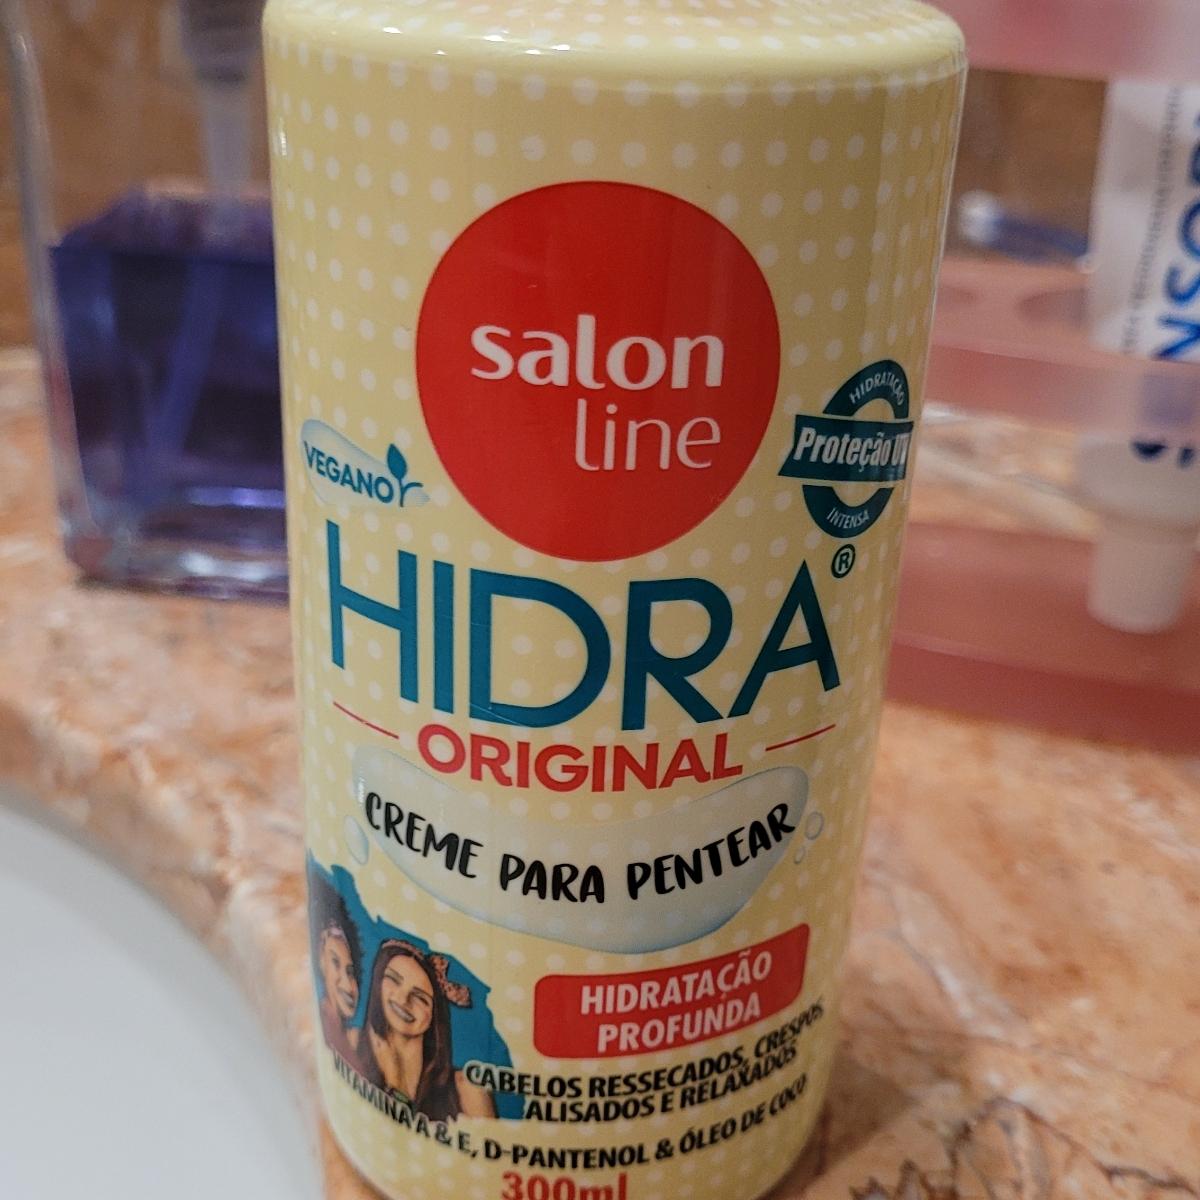 salon
line
VEGANO
HIDRATAÇÃO
Proteção UV
INTENSA
HIDRA®
ORIGINAL
CREME PARA PENTEAR
HIDRATAÇÃO
PROFUNDA
CABELOS RESSECADOS, CRESPOS
ALISADOS E RELAXADOS
VITAMINA A & E, D-PANTENOL & ÓLEO DE COCO
300ml